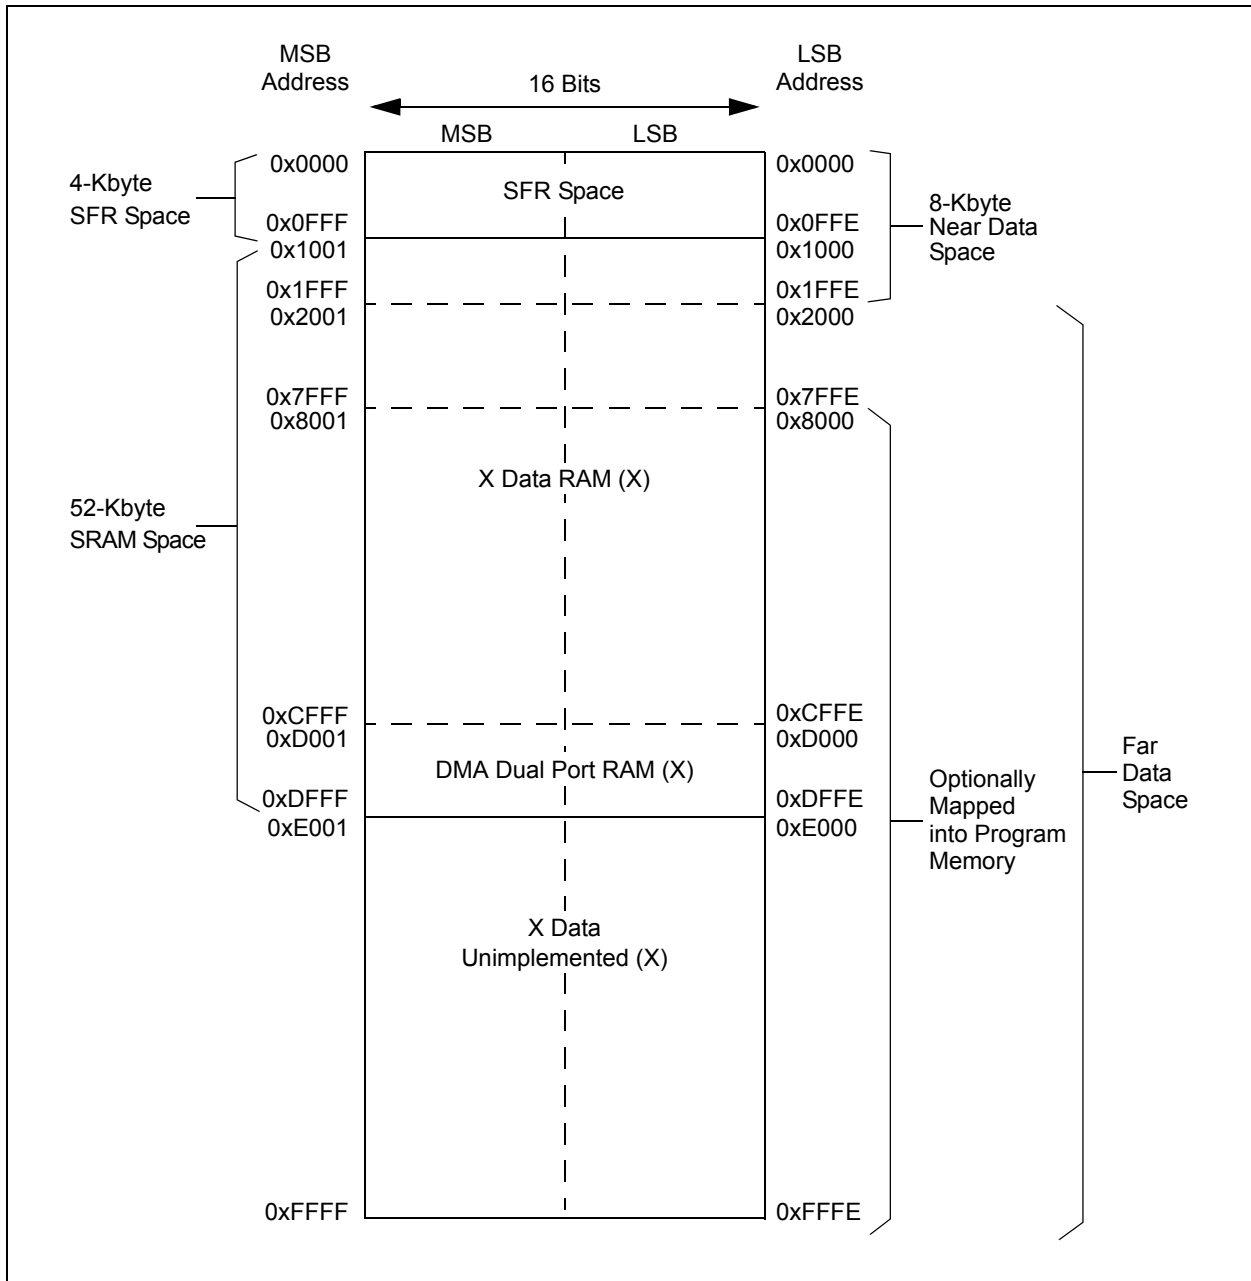 MSB
Address
LSB
Address
16 Bits
MSB
LSB
0x0000
0x0000
4-Kbyte
SFR Space
SFR Space
8-Kbyte
Near Data
Space
0x0FFF
0x0FFE
0x1001
0x1000
0x1FFF
0x1FFE
0x2001
0x2000
0x7FFF
0x7FFE
0x8001
0x8000
X Data RAM (X)
52-Kbyte
SRAM Space
0xCFFF
0xCFFE
0xD001
0xD000
DMA Dual Port RAM (X)
Far
Data
Space
Optionally
Mapped
into Program
Memory
0xDFFF
0xDFFE
0xE001
0xE000
X Data
Unimplemented (X)
0xFFFF
0xFFFE